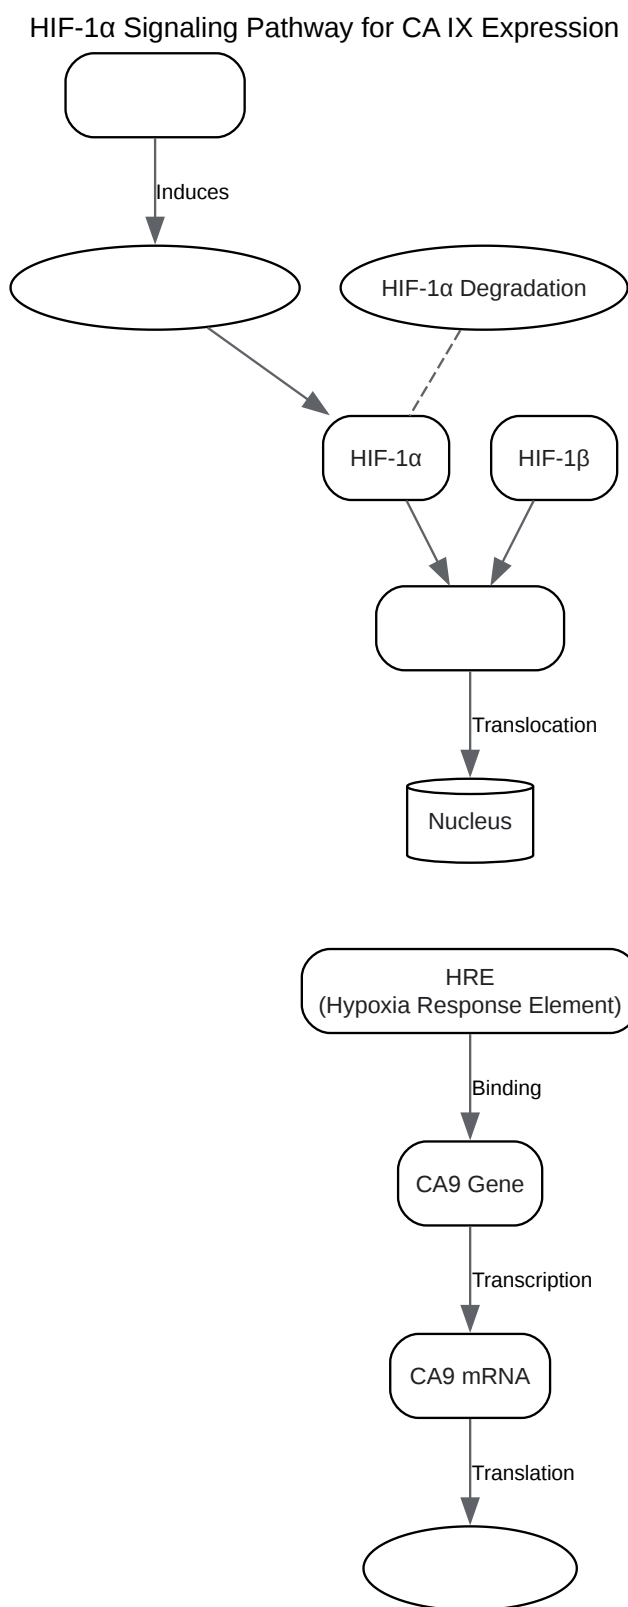 HIF-1α Signaling Pathway for CA IX Expression
Induces
HIF-1α Degradation
HIF-1α
HIF-1β
Translocation
Nucleus
HRE
(Hypoxia Response Element)
Binding
CA9 Gene
Transcription
CA9 mRNA
Translation